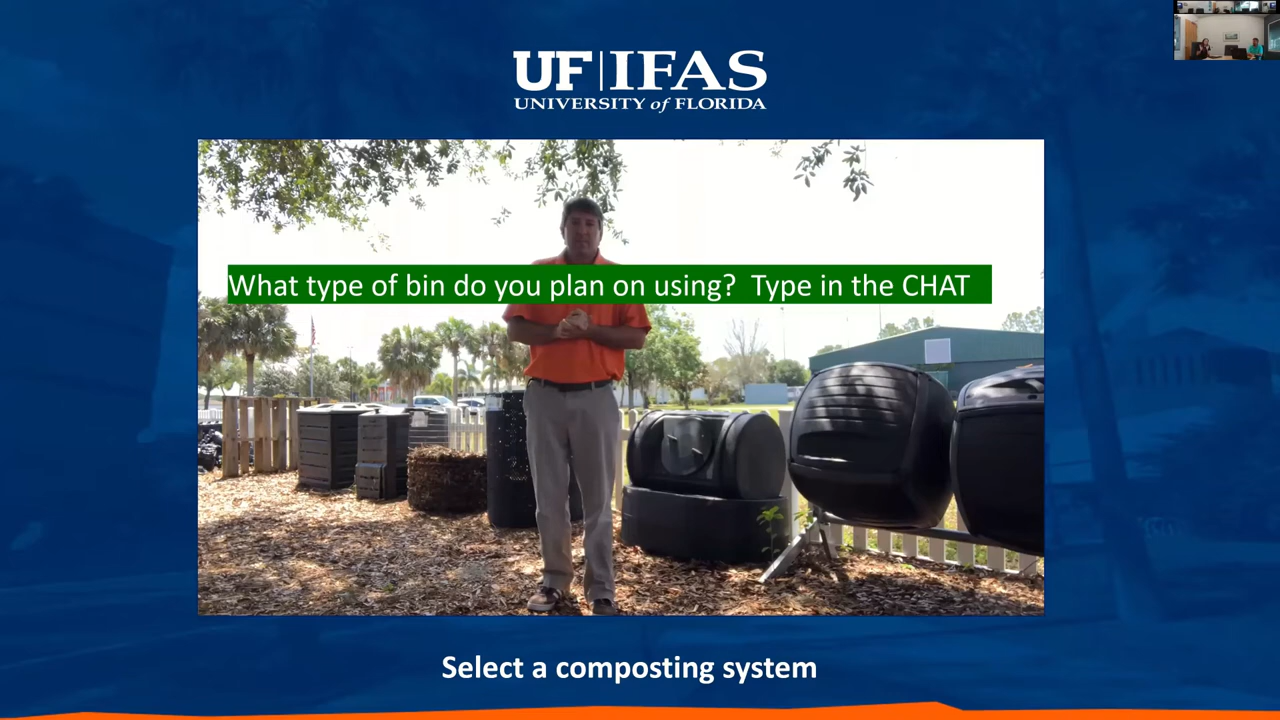 UF|IFAS
UNIVERSITY of FLORIDA
What type of bin do you plan on using? Type in the CHAT
Select a composting system